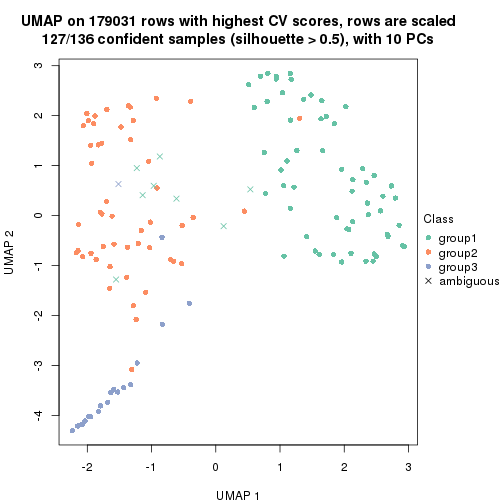 UMAP on 179031 rows with highest CV scores, rows are scaled
127/136 confident samples (silhouette > 0.5), with 10 PCs
3
2
1
0
-1
-2
-3
-4
UMAP 2
-2
-1
0
1
2
3
UMAP 1
Class
group1
group2
group3
ambiguous